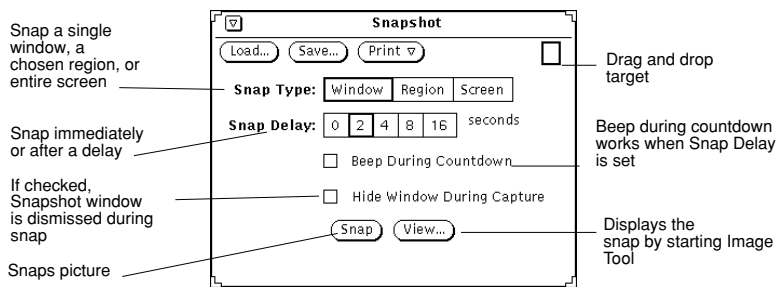 Snapshot
Snap a single
window, a
chosen region, or
entire screen
Load... Save... Print
Drag and drop
target
Snap Type: Window Region Screen
Snap Delay: 0 2 4 8 16 seconds
Snap immediately
or after a delay
Beep During Countdown
Beep during countdown
works when Snap Delay
is set
If checked,
Snapshot window
is dismissed during
snap
Hide Window During Capture
Snap View...
Displays the
snap by starting Image
Tool
Snaps picture